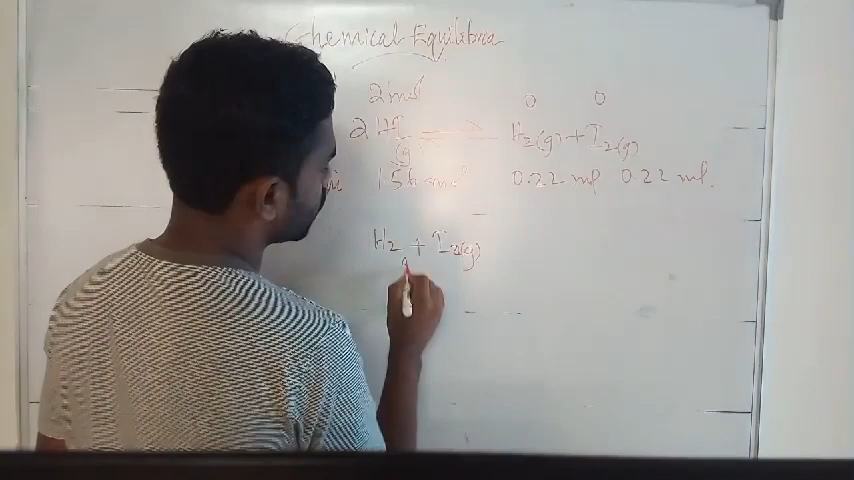 Chemical Equilibria
2 mol 0 0
2 HI (g) ⇌ H2(g) + I2(g)
1.56 mol 0.22 mol 0.22 mol.
H2 + I2(g)